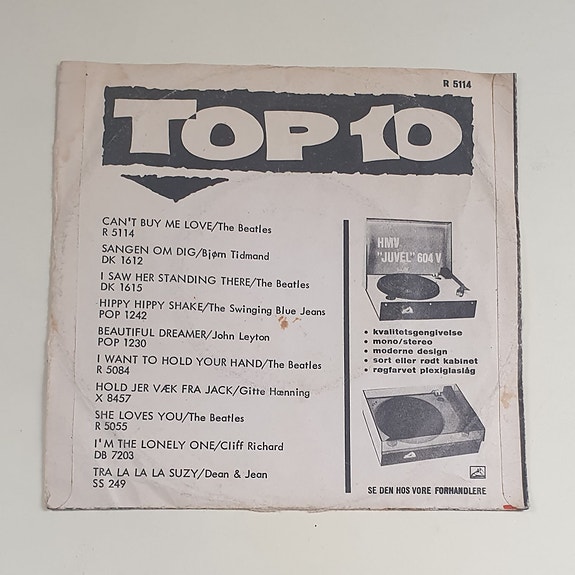 R 5114
TOP 10
CAN'T BUY ME LOVE/The Beatles
R 5114
SANGEN OM DIG/Bjørn Tidmand
DK 1612
I SAW HER STANDING THERE/The Beatles
DK 1615
HIPPY HIPPY SHAKE/The Swinging Blue Jeans
POP 1242
BEAUTIFUL DREAMER/John Leyton
POP 1230
I WANT TO HOLD YOUR HAND/The Beatles
R 5084
HOLD JER VÆK FRA JACK/Gitte Hænning
X 8457
SHE LOVES YOU/The Beatles
R 5055
I'M THE LONELY ONE/Cliff Richard
DB 7203
TRA LA LA LA SUZY/Dean & Jean
SS 249
HMV
"JUVEL" 604 V
• kvalitetsgengivelse
• mono/stereo
• moderne design
• sort eller rødt kabinet
• røgfarvet plexiglaslåg
SE DEN HOS VORE FORHANDLERE